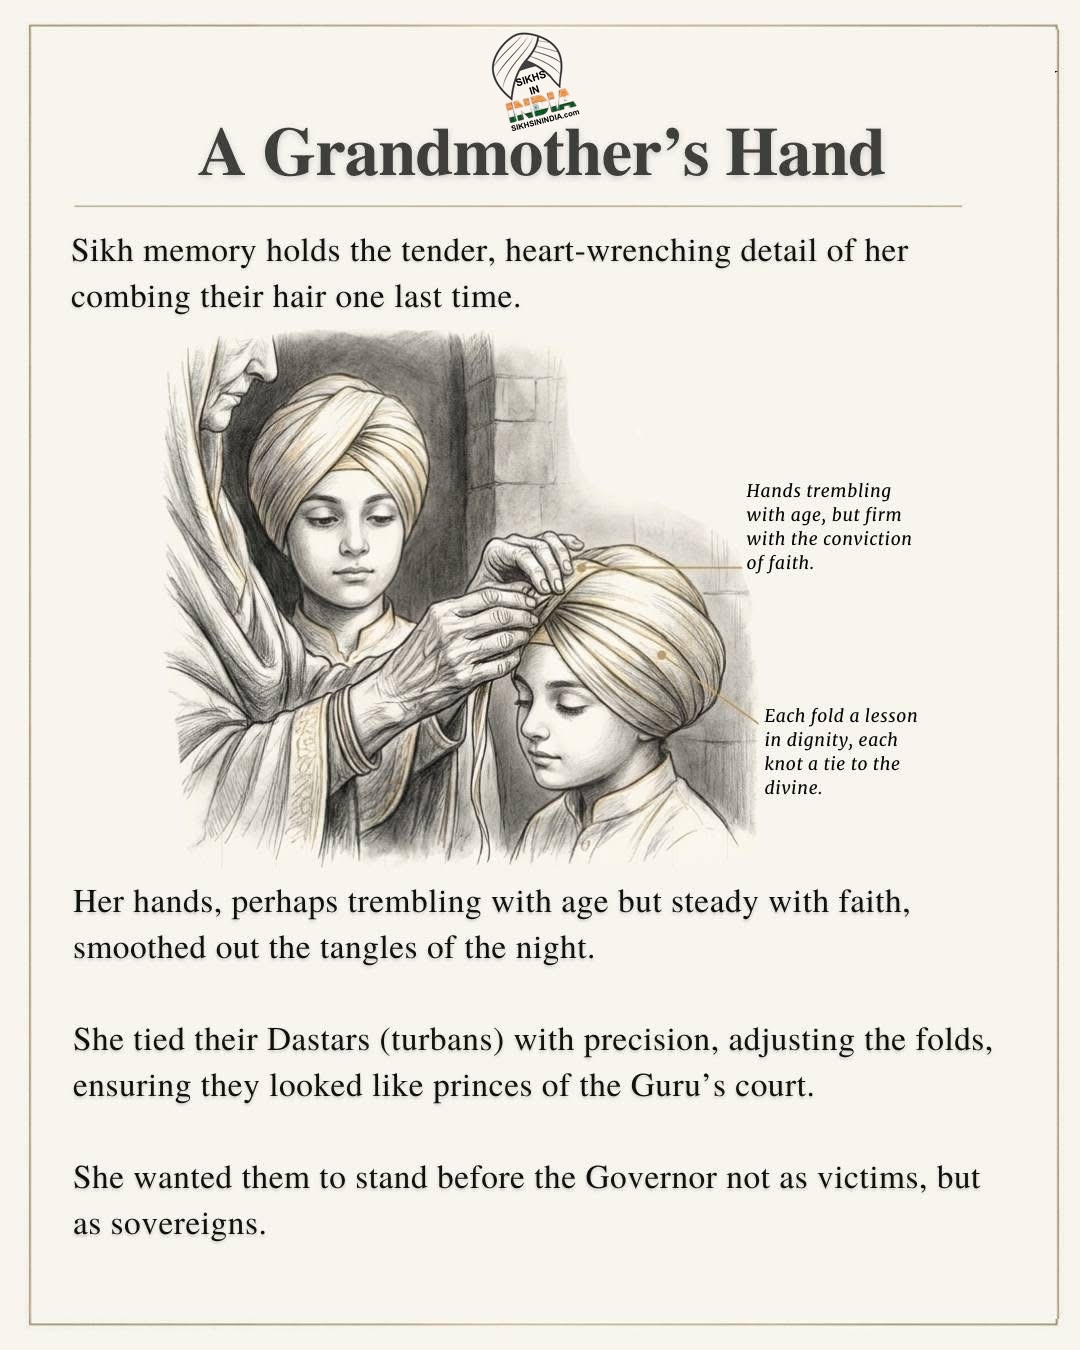 SIKHS
IN
INDIA
SIKHSININDIA.com
A Grandmother’s Hand
Sikh memory holds the tender, heart-wrenching detail of her
combing their hair one last time.
Hands trembling
with age, but firm
with the conviction
of faith.
Each fold a lesson
in dignity, each
knot a tie to the
divine.
Her hands, perhaps trembling with age but steady with faith,
smoothed out the tangles of the night.
She tied their Dastars (turbans) with precision, adjusting the folds,
ensuring they looked like princes of the Guru’s court.
She wanted them to stand before the Governor not as victims, but
as sovereigns.